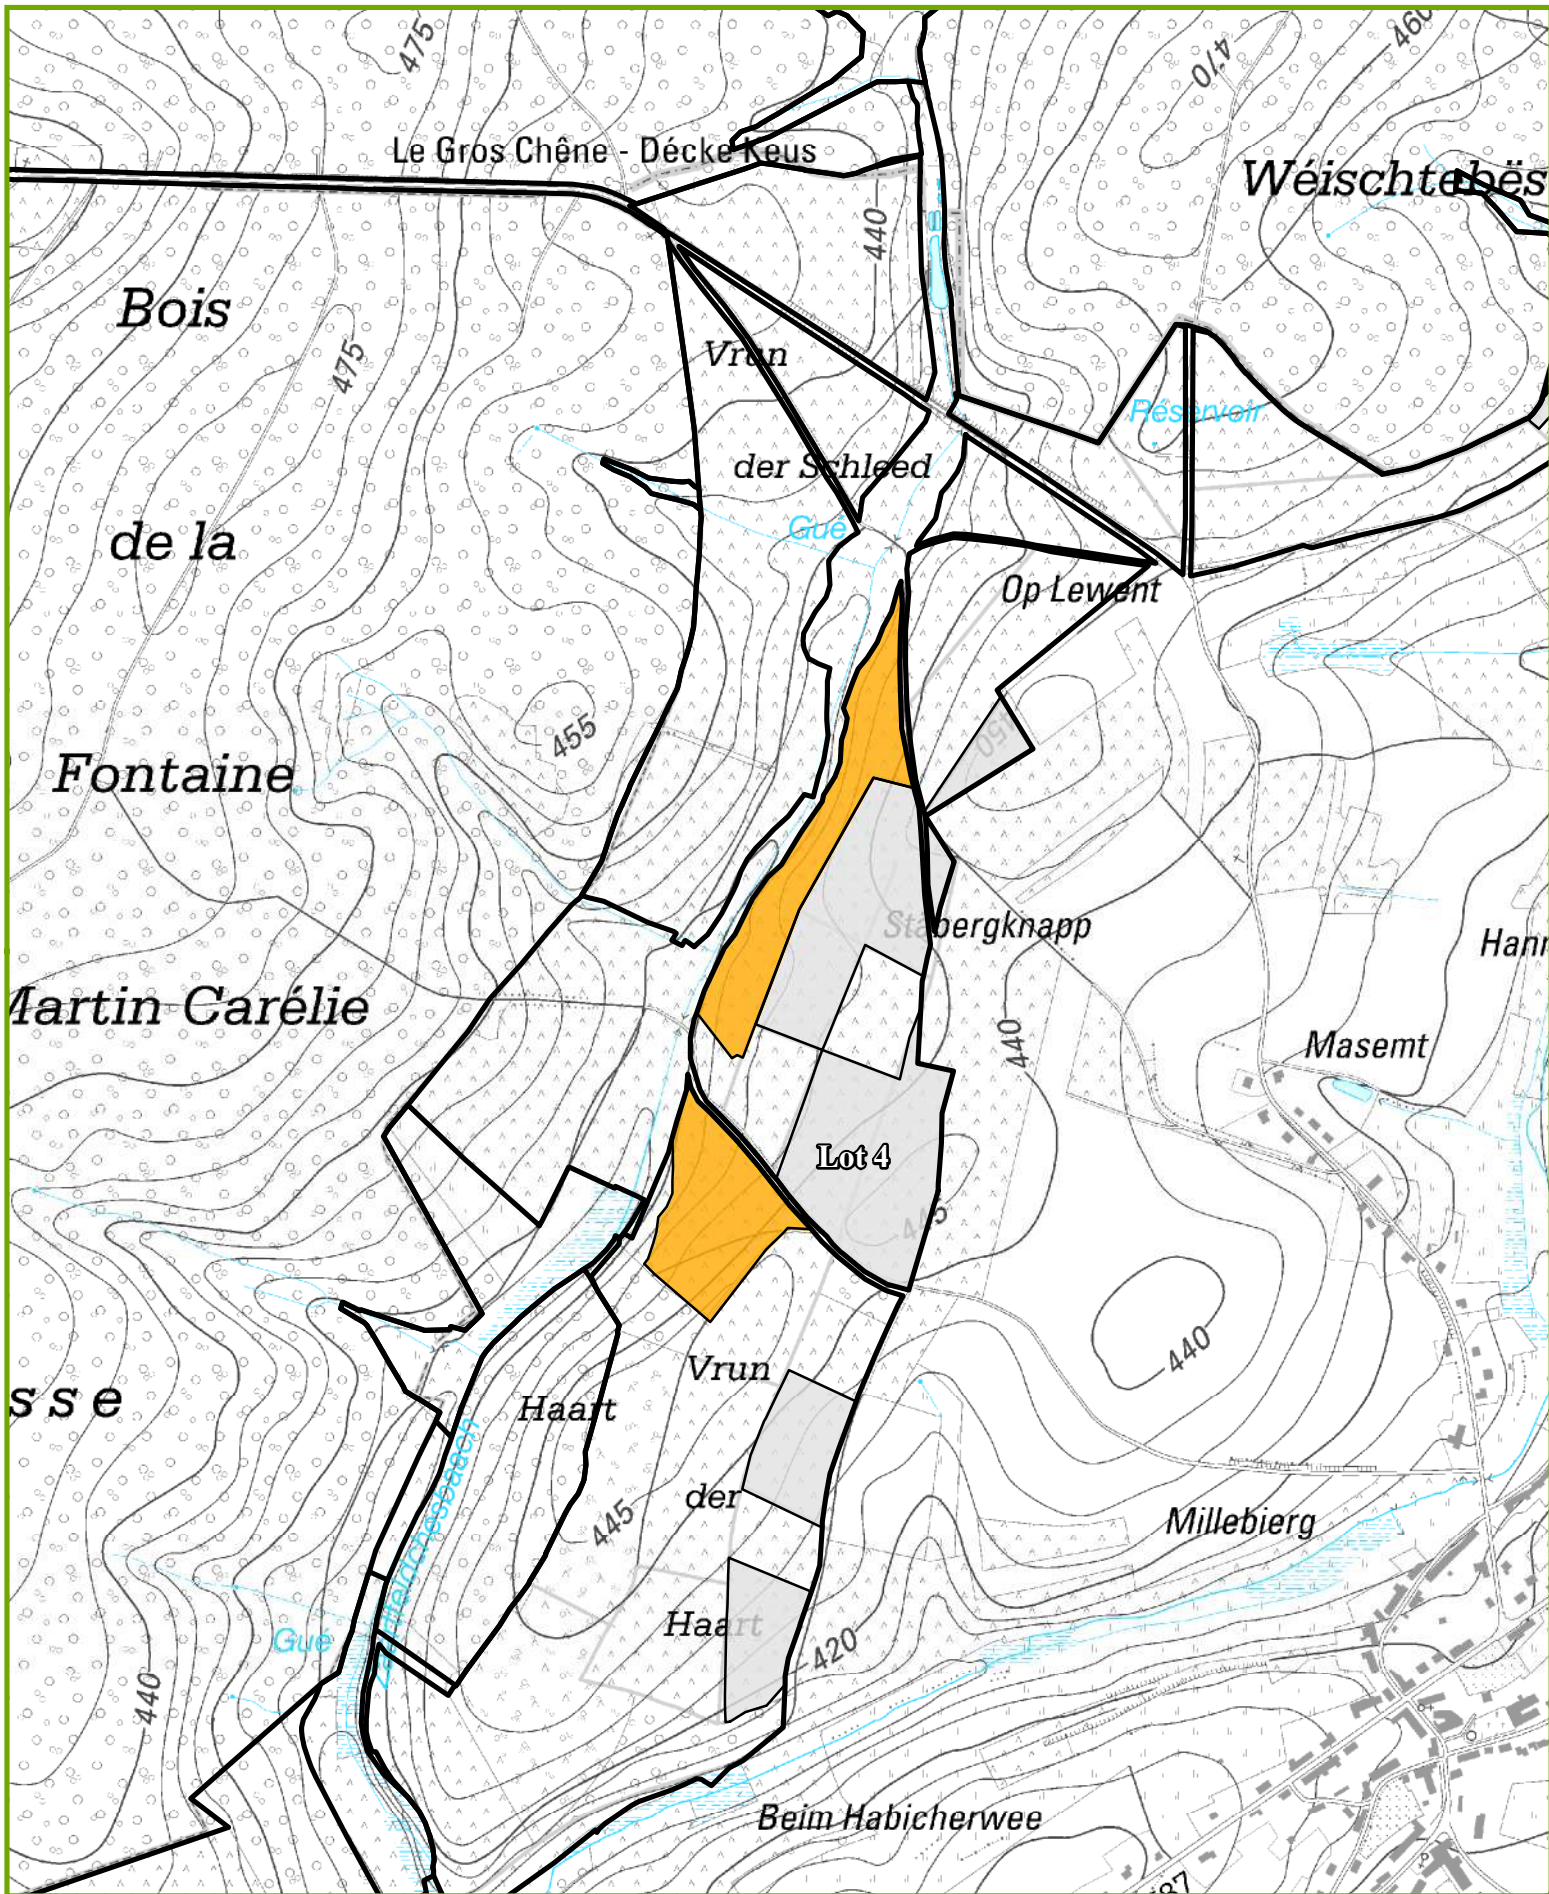 475
470
460
Le Gros Chêne - Décke Keus
Wéischtebës
440
Bois
475
Vrun
Réservoir
der Schleed
Gué
de la
Op Lewent
455
450
Fontaine
Stabergknapp
Martin Carélie
440
Masemt
Lot 4
445
440
Vrun
Haart
der
445
Millebierg
Haart
420
Gué
440
Beim Habicherwee